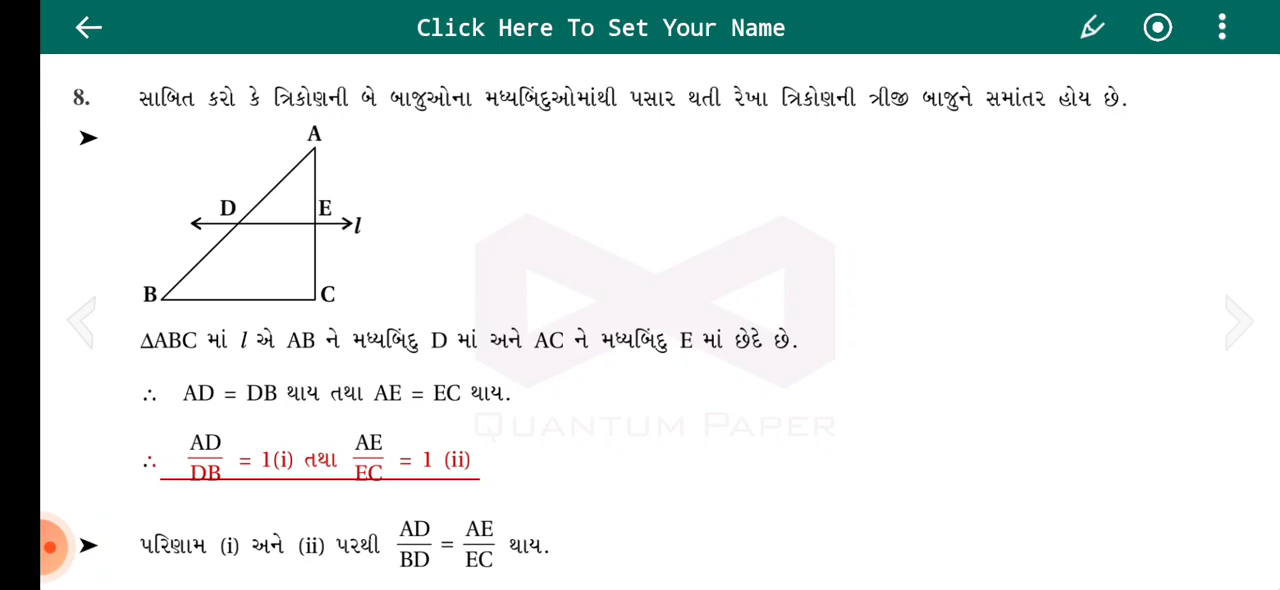 Click Here To Set Your Name
8. સાબિત કરો કે ત્રિકોણની બે બાજુઓના મધ્યબિંદુઓમાંથી પસાર થતી રેખા ત્રિકોણની ત્રીજી બાજુને સમાંતર હોય છે.
➤
A
D E
l
B C
ΔABC માં l એ AB ને મધ્યબિંદુ D માં અને AC ને મધ્યબિંદુ E માં છેદે છે.
∴ AD = DB થાય તથા AE = EC થાય.
∴ AD/DB = 1(i) તથા AE/EC = 1 (ii)
QUANTUM PAPER
➤ પરિણામ (i) અને (ii) પરથી AD/BD = AE/EC થાય.